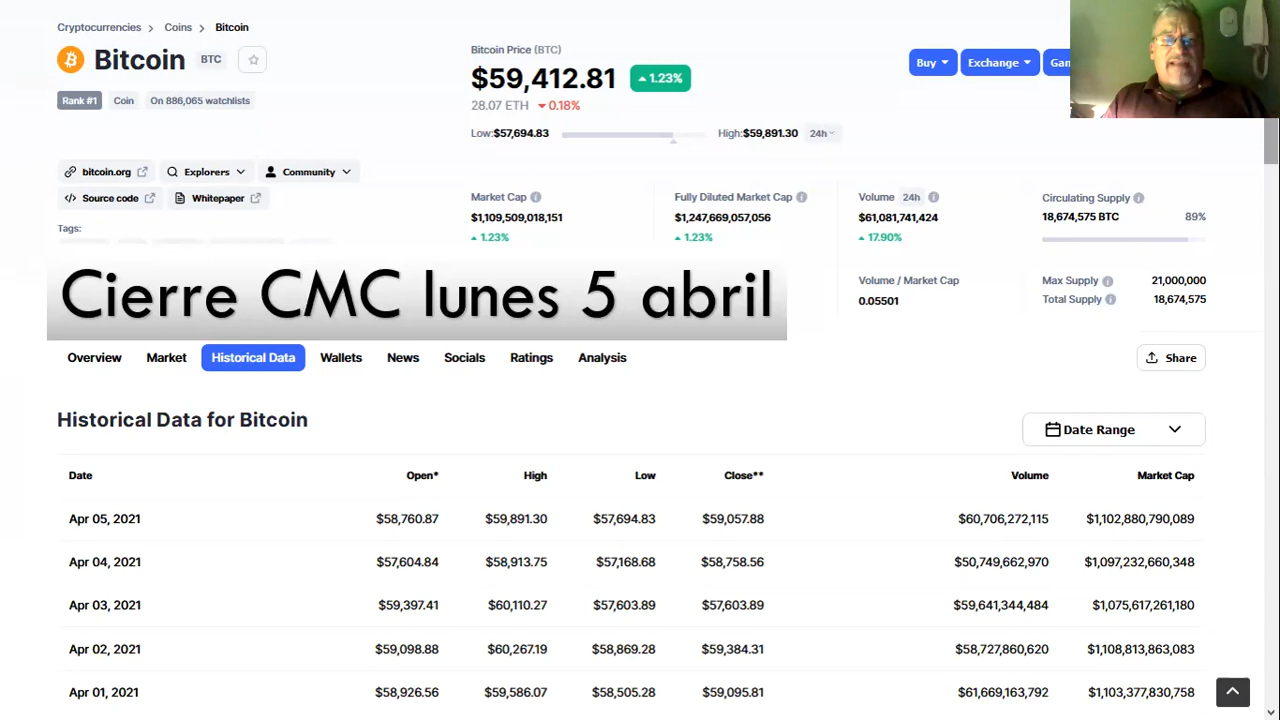 Cryptocurrencies > Coins > Bitcoin
Bitcoin BTC
Rank #1 Coin On 886,065 watchlists
bitcoin.org Explorers Community
Source code Whitepaper
Tags:
Bitcoin Price (BTC)
$59,412.81 1.23%
28.07 ETH 0.18%
Low:$57,694.83 High:$59,891.30 24h
Buy Exchange
Market Cap
$1,109,509,018,151
1.23%
Fully Diluted Market Cap
$1,247,669,057,056
1.23%
Volume 24h
$61,081,741,424
17.90%
Volume / Market Cap
0.05501
Circulating Supply
18,674,575 BTC 89%
Max Supply 21,000,000
Total Supply 18,674,575
Cierre CMC lunes 5 abril
Overview Market Historical Data Wallets News Socials Ratings Analysis Share
Historical Data for Bitcoin
Date Range
Date Open* High Low Close** Volume Market Cap
Apr 05, 2021 $58,760.87 $59,891.30 $57,694.83 $59,057.88 $60,706,272,115 $1,102,880,790,089
Apr 04, 2021 $57,604.84 $58,913.75 $57,168.68 $58,758.56 $50,749,662,970 $1,097,232,660,348
Apr 03, 2021 $59,397.41 $60,110.27 $57,603.89 $57,603.89 $59,641,344,484 $1,075,617,261,180
Apr 02, 2021 $59,098.88 $60,267.19 $58,869.28 $59,384.31 $58,727,860,620 $1,108,813,863,083
Apr 01, 2021 $58,926.56 $59,586.07 $58,505.28 $59,095.81 $61,669,163,792 $1,103,377,830,758